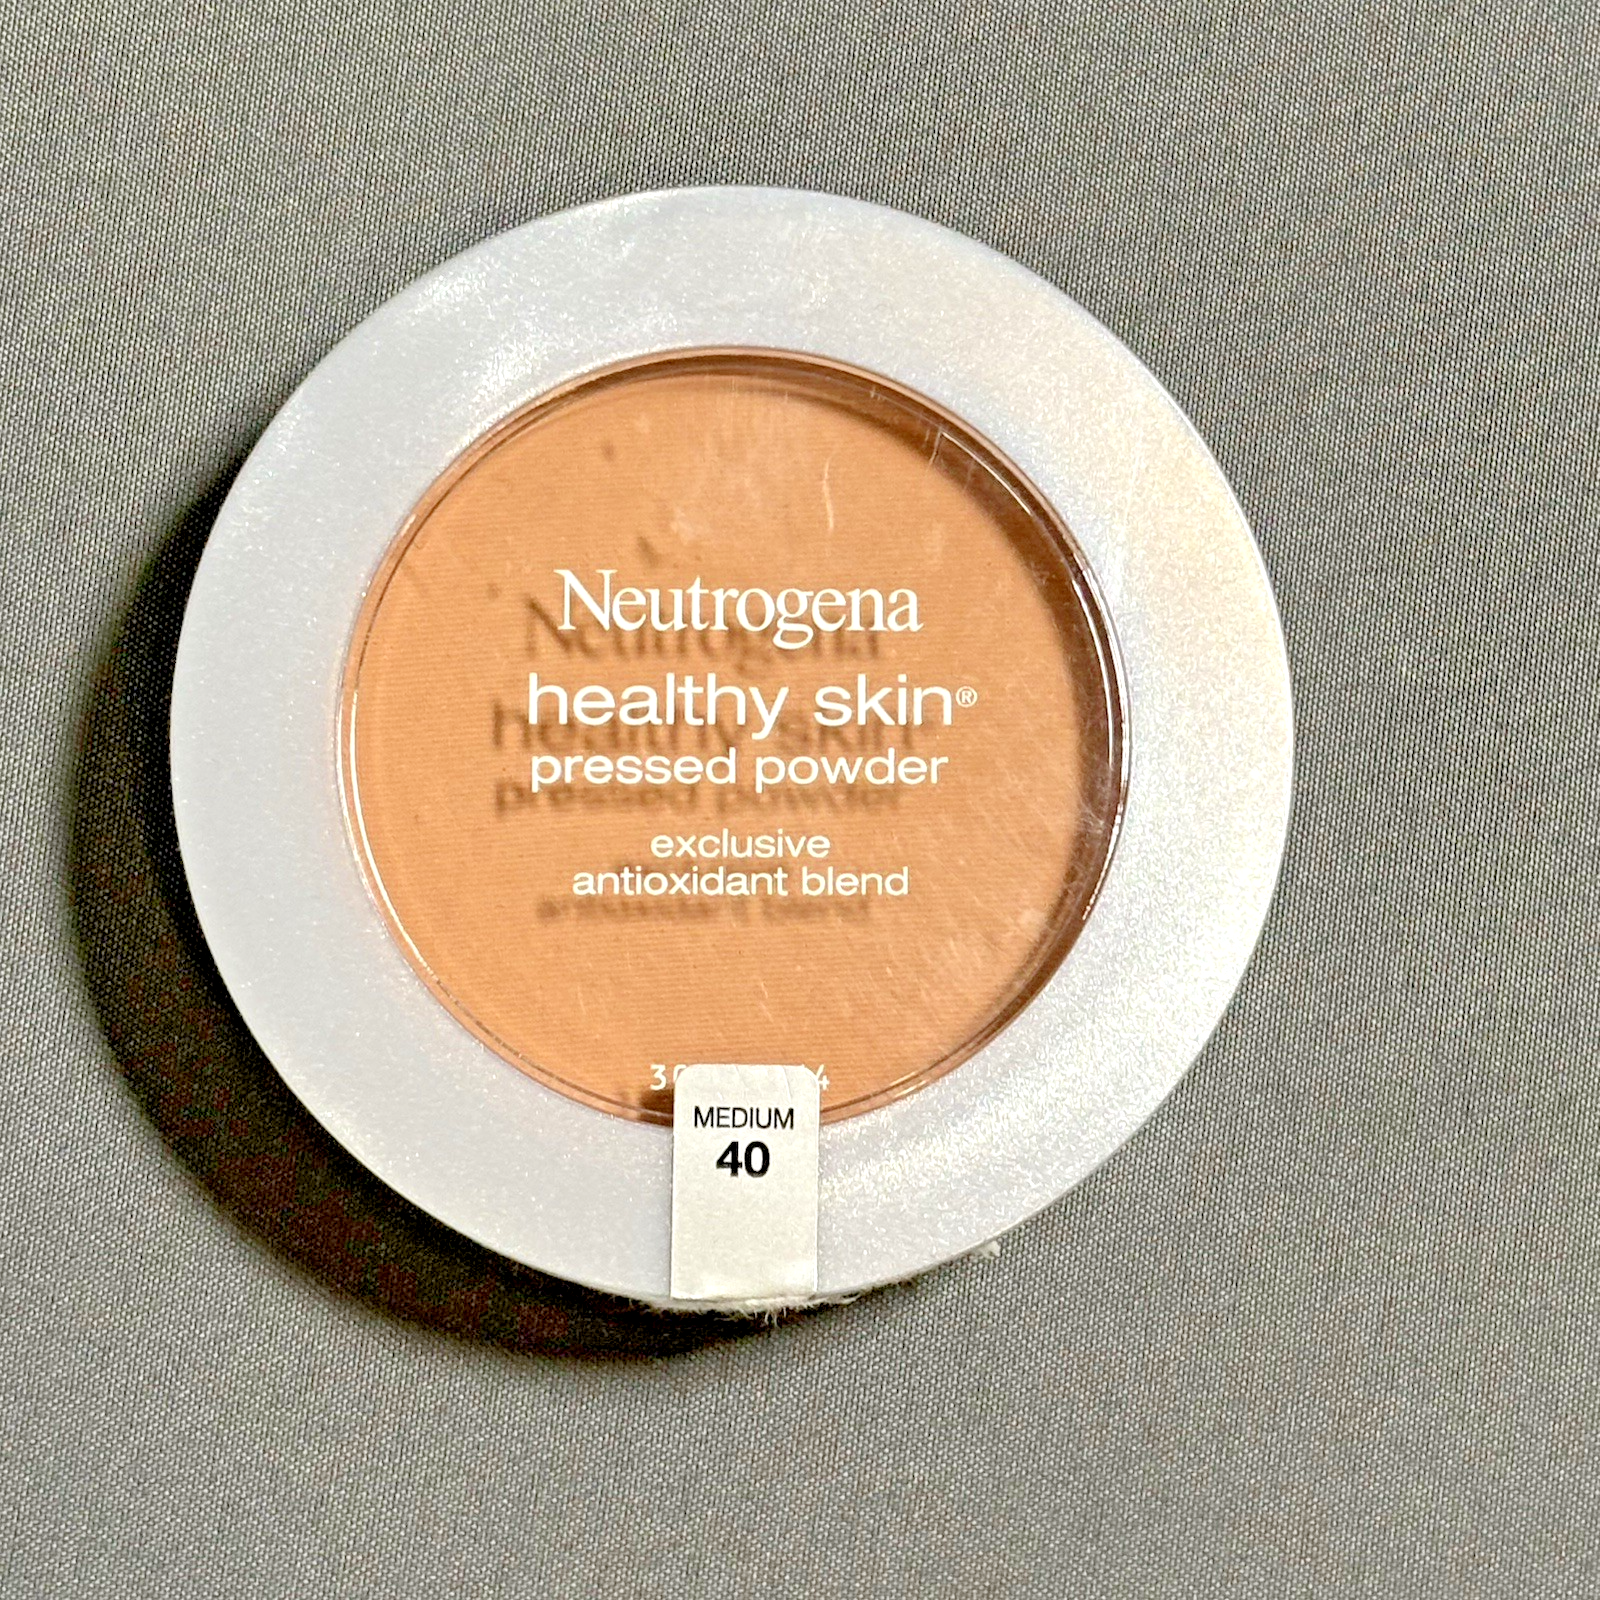 Neutrogena
healthy skin®
pressed powder
exclusive
antioxidant blend
MEDIUM
40